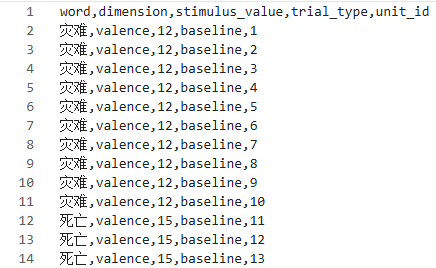 1 word,dimension,stimulus_value,trial_type,unit_id
2 灾难,valence,12,baseline,1
3 灾难,valence,12,baseline,2
4 灾难,valence,12,baseline,3
5 灾难,valence,12,baseline,4
6 灾难,valence,12,baseline,5
7 灾难,valence,12,baseline,6
8 灾难,valence,12,baseline,7
9 灾难,valence,12,baseline,8
10 灾难,valence,12,baseline,9
11 灾难,valence,12,baseline,10
12 死亡,valence,15,baseline,11
13 死亡,valence,15,baseline,12
14 死亡,valence,15,baseline,13